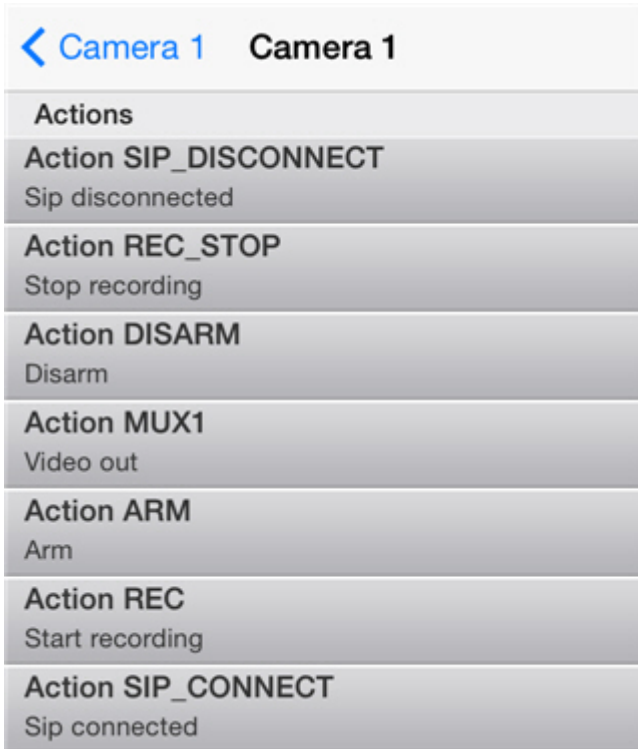 Camera 1 Camera 1
Actions
Action SIP_DISCONNECT
Sip disconnected
Action REC_STOP
Stop recording
Action DISARM
Disarm
Action MUX1
Video out
Action ARM
Arm
Action REC
Start recording
Action SIP_CONNECT
Sip connected